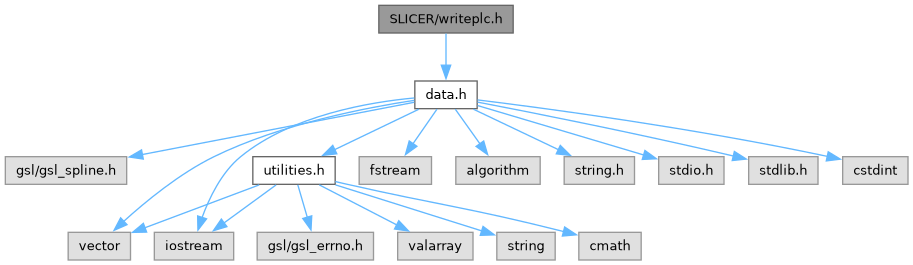 SLICER/writeplc.h
data.h
gsl/gsl_spline.h
utilities.h
fstream
algorithm
string.h
stdio.h
stdlib.h
cstdint
vector
iostream
gsl/gsl_errno.h
valarray
string
cmath